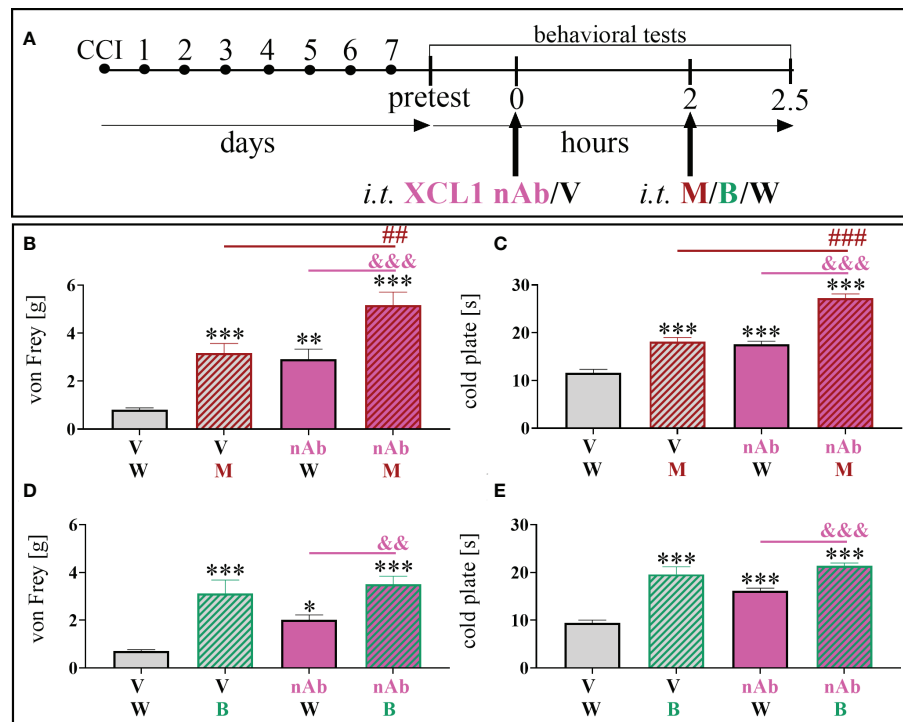 A
CCI 1 2 3 4 5 6 7
behavioral tests
pretest 0 2 2.5
days hours
i.t. XCL1 nAb/V i.t. M/B/W
B
##
&&&
von Frey [g]
6
4
2
0
*** ** ***
V V nAb nAb
W M W M
C
###
&&&
cold plate [s]
30
20
10
0
*** *** ***
V V nAb nAb
W M W M
D
&&
von Frey [g]
6
4
2
0
*** * ***
V V nAb nAb
W B W B
E
&&&
cold plate [s]
30
20
10
0
*** *** ***
V V nAb nAb
W B W B